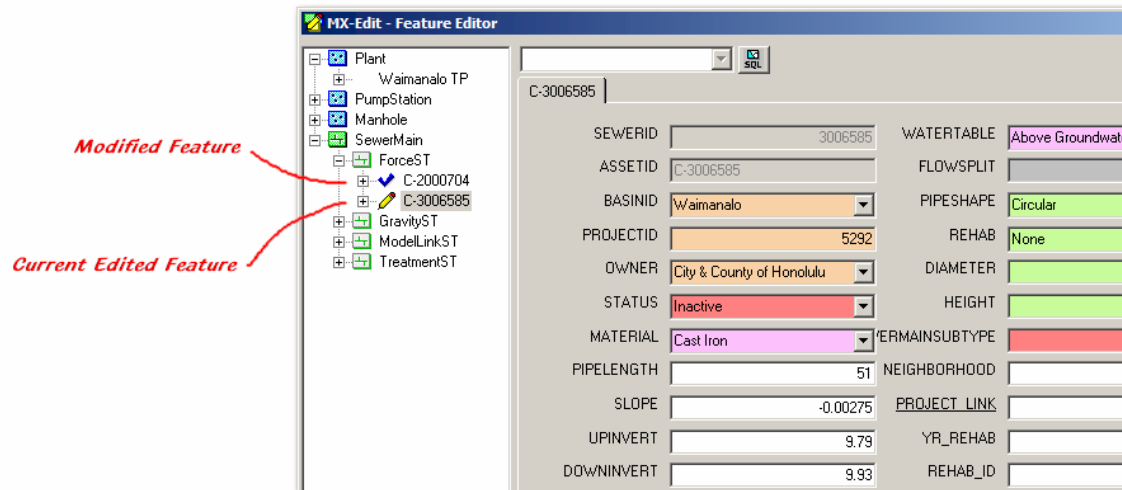 MX-Edit - Feature Editor
Plant
Waimanalo TP
PumpStation
Manhole
SewerMain
ForceST
C-2000704
C-3006585
GravityST
ModelLinkST
TreatmentST
Modified Feature
Current Edited Feature
SQL
C-3006585
SEWERID 3006585 WATERTABLE Above Groundwat
ASSETID C-3006585 FLOWSPLIT
BASINID Waimanalo PIPESHAPE Circular
PROJECTID 5292 REHAB None
OWNER City & County of Honolulu DIAMETER
STATUS Inactive HEIGHT
MATERIAL Cast Iron ERMAINSUBTYPE
PIPELENGTH 51 NEIGHBORHOOD
SLOPE -0.00275 PROJECT_LINK
UPINVERT 9.79 YR_REHAB
DOWNINVERT 9.93 REHAB_ID